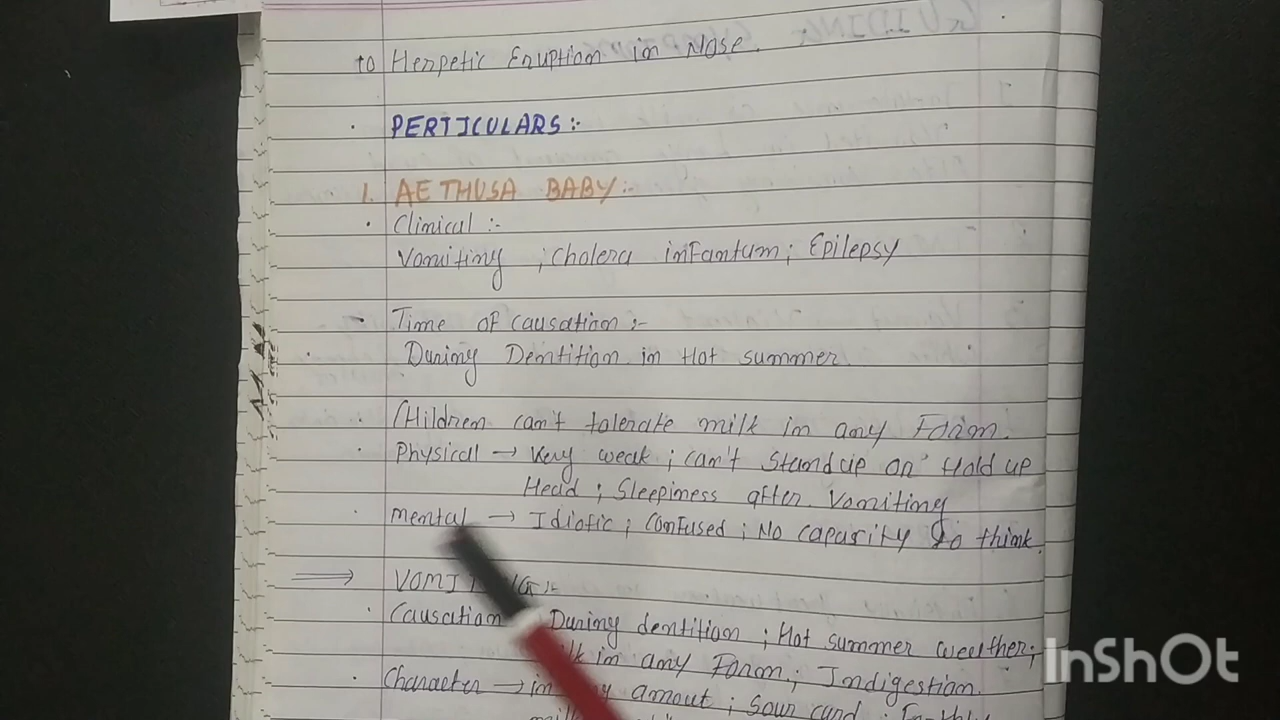 to Herpetic Eruption in Nose.
PERTICULARS:-
1. AETHUSA BABY:-
· Clinical :-
Vomiting ; Cholera infantum ; Epilepsy
- Time of causation :-
During Dentition in Hot summer.
· Children can't tolerate milk in any Form.
· Physical → Very weak ; Can't Stand up or Hold up
Head ; Sleepiness after Vomiting
· Mental → Idiotic ; Confused ; No capacity to think.
⇒
· Causation During dentition ; Hot summer weether ;
in any Form ; Indigestion.
· Character → in amout ; Sour curd ;
InShOt